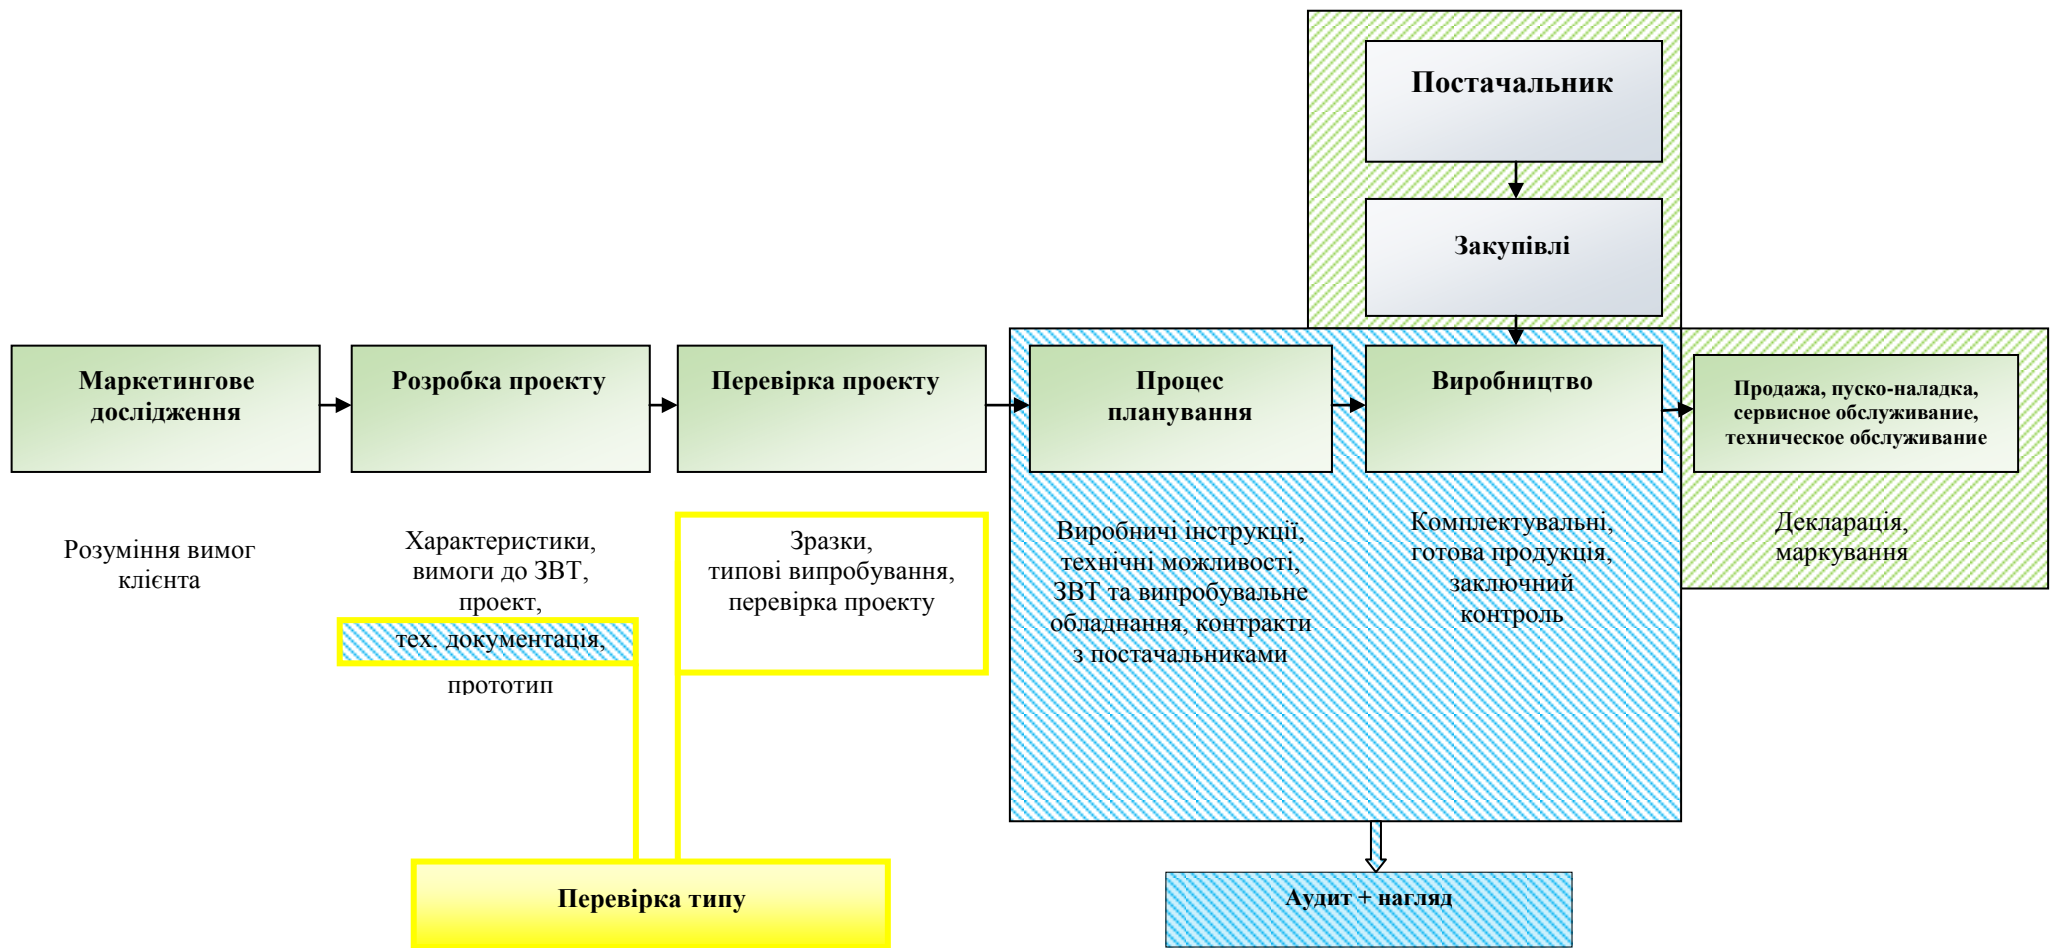 Постачальник
Закупівлі
Маркетингове
дослідження
Розробка проекту
Перевірка проекту
Процес
планування
Виробництво
Продажа, пуско-наладка,
сервисное обслуживание,
техническое обслуживание
Розуміння вимог
клієнта
Характеристики,
вимоги до ЗВТ,
проект,
тех. документація,
прототип
Зразки,
типові випробування,
перевірка проекту
Виробничі інструкції,
технічні можливості,
ЗВТ та випробувальне
обладнання, контракти
з постачальниками
Комплектувальні,
готова продукція,
заключний
контроль
Декларація,
маркування
Перевірка типу
Аудит + нагляд